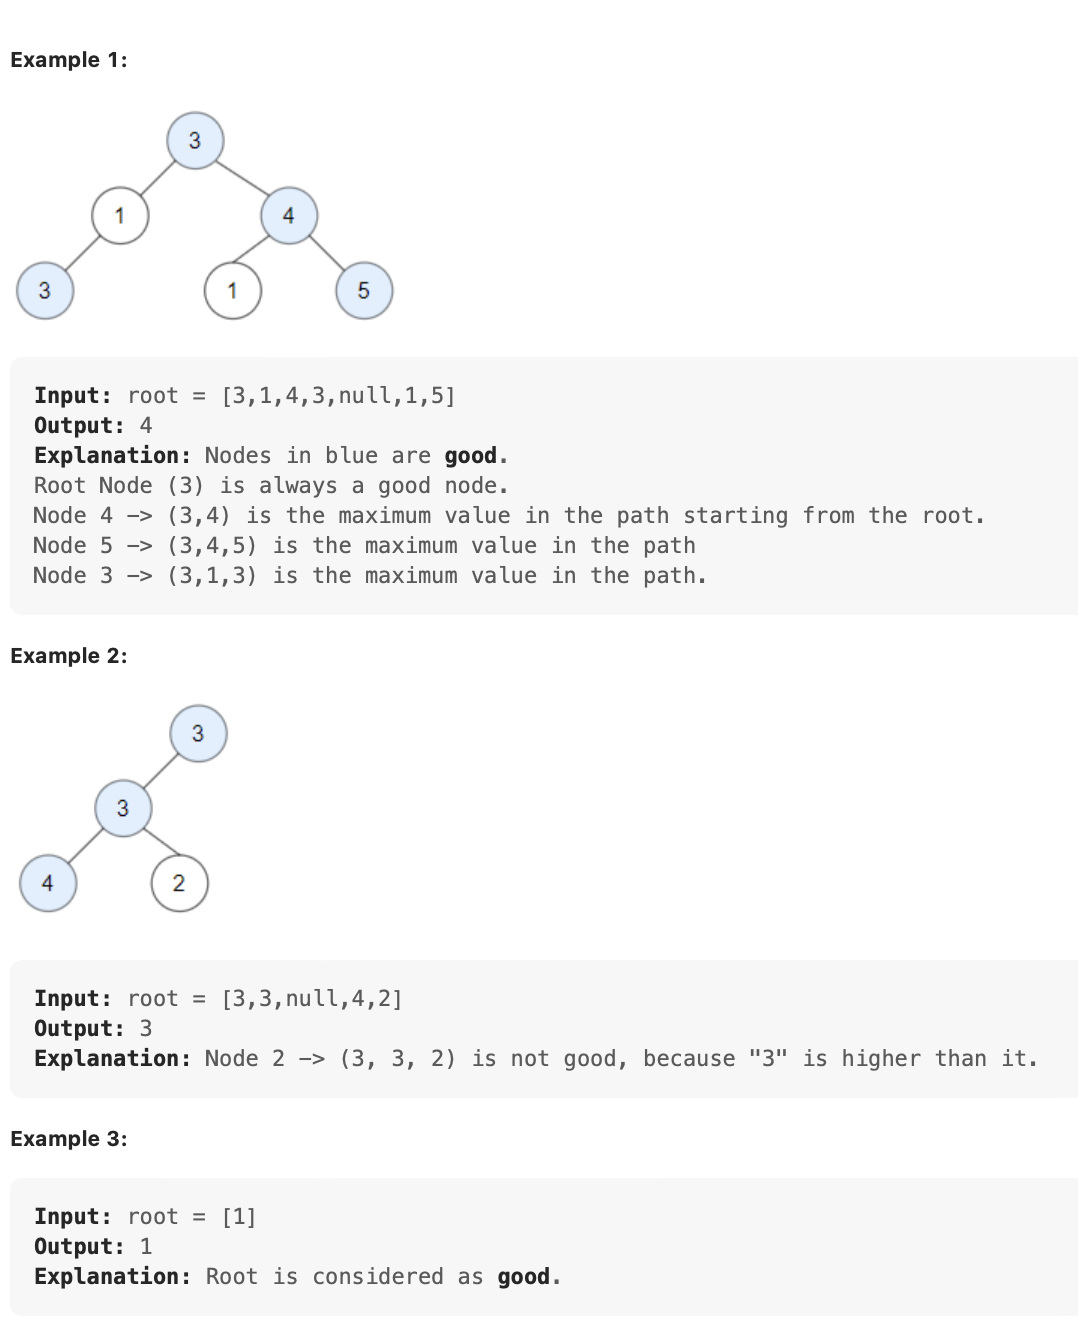 Example 1:
3
1
4
3
1
5
Input: root = [3,1,4,3,null,1,5]
Output: 4
Explanation: Nodes in blue are good.
Root Node (3) is always a good node.
Node 4 -> (3,4) is the maximum value in the path starting from the root.
Node 5 -> (3,4,5) is the maximum value in the path
Node 3 -> (3,1,3) is the maximum value in the path.
Example 2:
3
3
4
2
Input: root = [3,3,null,4,2]
Output: 3
Explanation: Node 2 -> (3, 3, 2) is not good, because "3" is higher than it.
Example 3:
Input: root = [1]
Output: 1
Explanation: Root is considered as good.